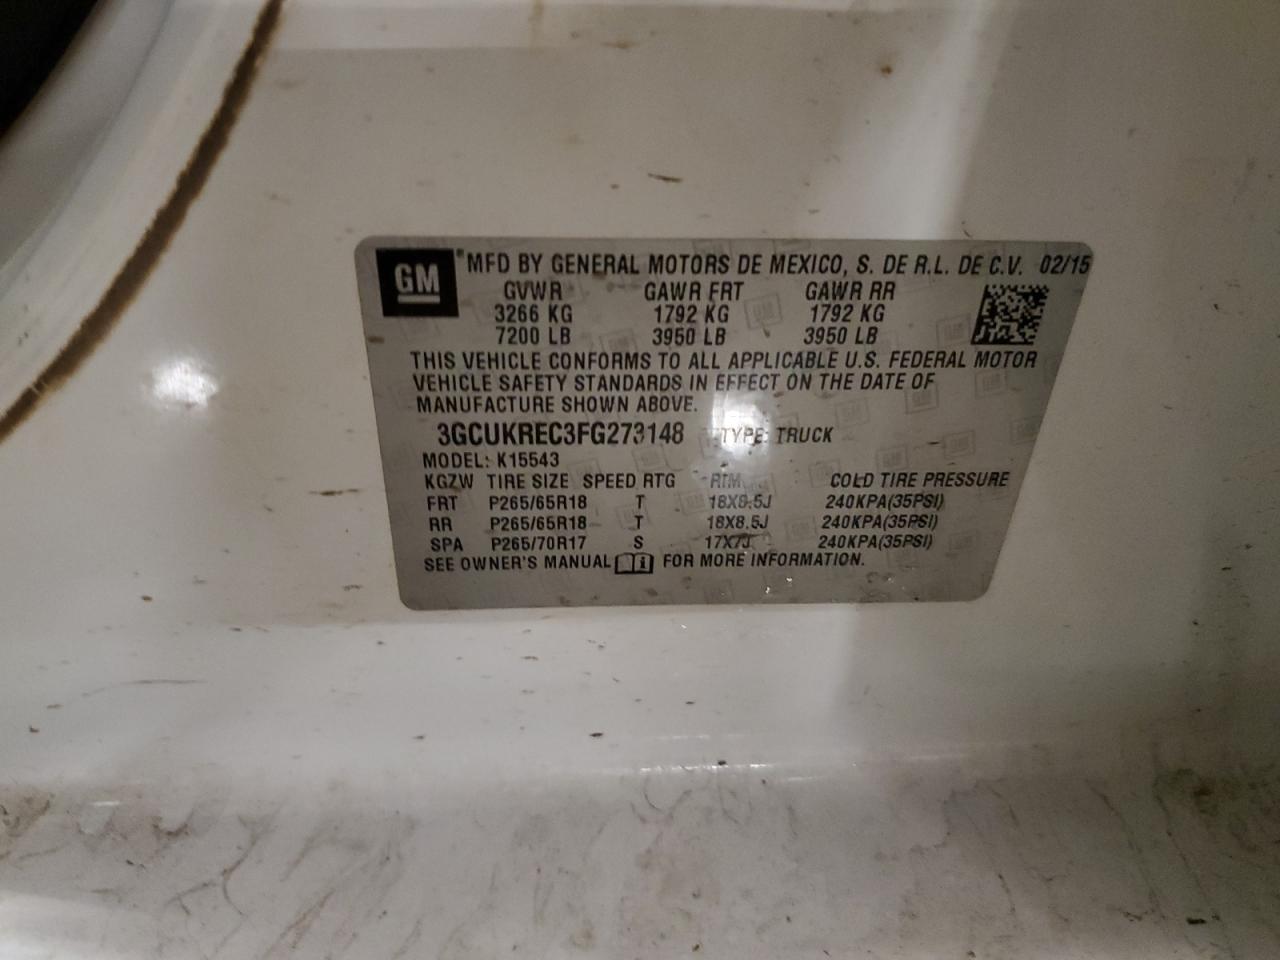 GM ®MFD BY GENERAL MOTORS DE MEXICO, S. DE R.L. DE C.V. 02/15
GVWR GAWR FRT GAWR RR
3266 KG 1792 KG 1792 KG
7200 LB 3950 LB 3950 LB
THIS VEHICLE CONFORMS TO ALL APPLICABLE U.S. FEDERAL MOTOR
VEHICLE SAFETY STANDARDS IN EFFECT ON THE DATE OF
MANUFACTURE SHOWN ABOVE.
3GCUKREC3FG273148 TYPE: TRUCK
MODEL: K15543
KGZW TIRE SIZE SPEED RTG RIM COLD TIRE PRESSURE
FRT P265/65R18 T 18X8.5J 240KPA(35PSI)
RR P265/65R18 T 18X8.5J 240KPA(35PSI)
SPA P265/70R17 S 17X7J 240KPA(35PSI)
SEE OWNER'S MANUAL FOR MORE INFORMATION.